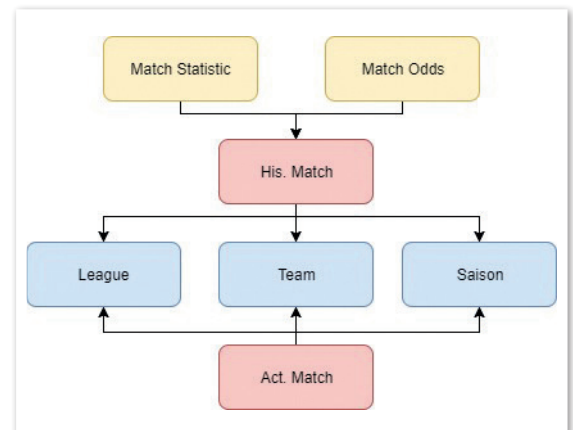 Match Statistic
Match Odds
His. Match
League
Team
Saison
Act. Match